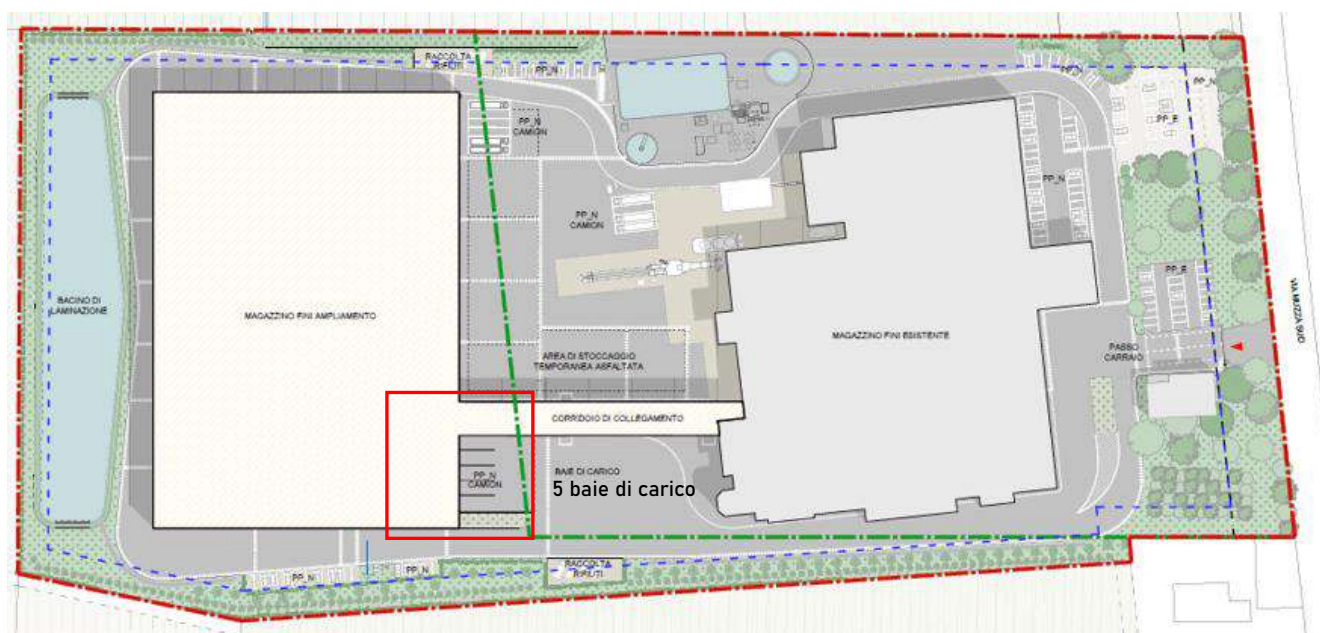 RACCOLTA
RIFIUTI
PP_N
PP_N
PP_N
PP_E
PP_N
CAMION
PP_N
PP_N
CAMION
BACINO DI
LAMINAZIONE
MAGAZZINO FINI AMPLIAMENTO
MAGAZZINO FINI ESISTENTE
PP_E
VIA MUZZA SUD
PASSO
CARRAIO
AREA DI STOCCAGGIO
TEMPORANEA ASFALTATA
CORRIDOIO DI COLLEGAMENTO
PP_N
CAMION
BAIE DI CARICO
5 baie di carico
PP_N
PP_N
RACCOLTA
RIFIUTI